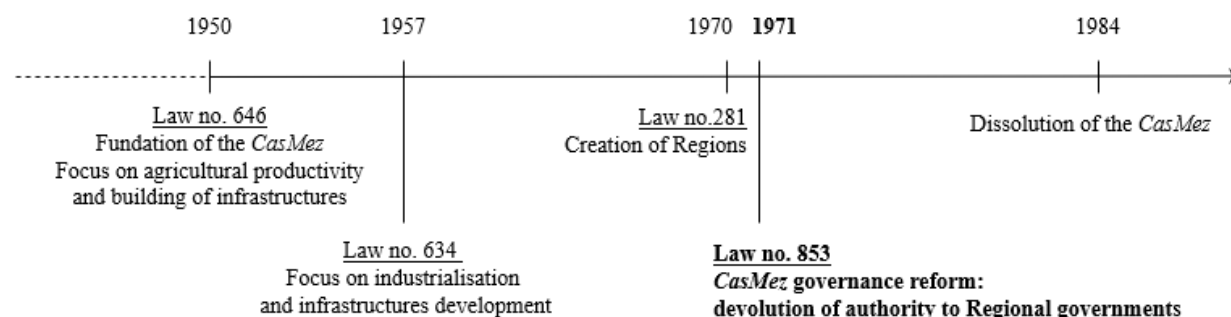 1950
1957
1970
1971
1984
Law no. 646
Fundation of the CasMez
Focus on agricultural productivity
and building of infrastructures
Law no. 634
Focus on industrialisation
and infrastructures development
Law no.281
Creation of Regions
Law no. 853
CasMez governance reform:
devolution of authority to Regional governments
Dissolution of the CasMez